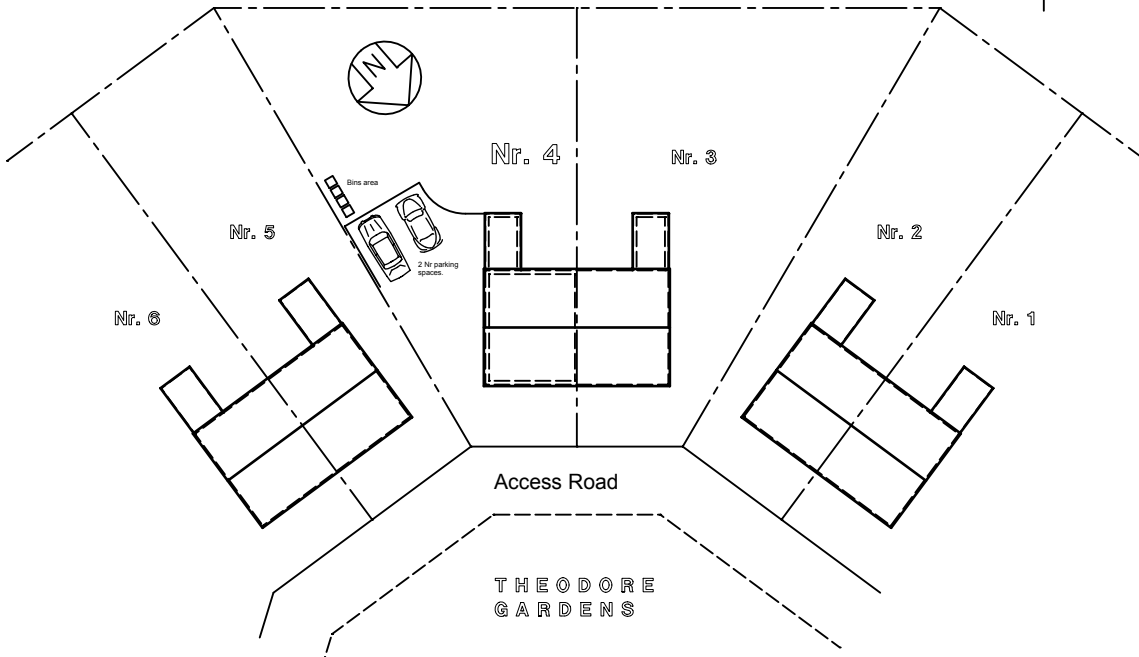 N
Nr. 4
Nr. 3
Bins area
Nr. 5
Nr. 2
2 Nr parking
spaces.
Nr. 6
Nr. 1
Access Road
THEODORE
GARDENS